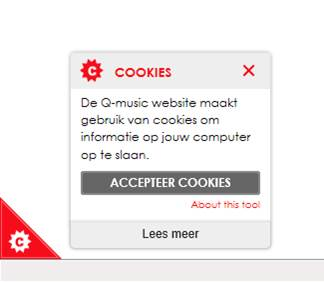 COOKIES
De Q-music website maakt
gebruik van cookies om
informatie op jouw computer
op te slaan.
ACCEPTEER COOKIES
About this tool
Lees meer